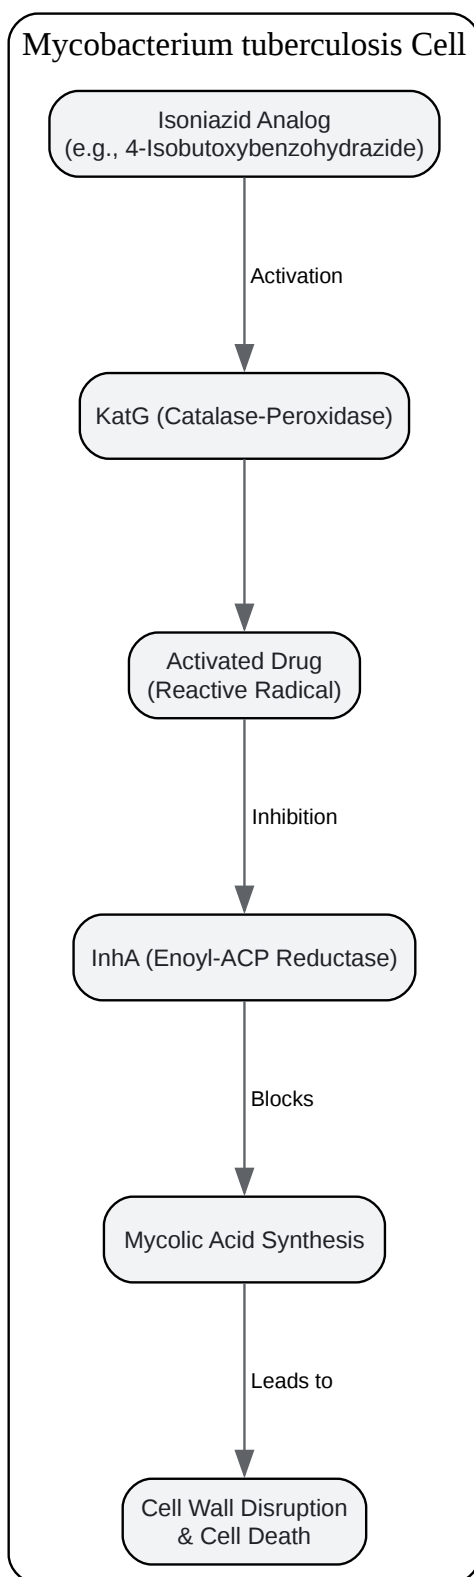 Mycobacterium tuberculosis Cell
Isoniazid Analog
(e.g., 4-Isobutoxybenzohydrazide)
Activation
KatG (Catalase-Peroxidase)
Activated Drug
(Reactive Radical)
Inhibition
InhA (Enoyl-ACP Reductase)
Blocks
Mycolic Acid Synthesis
Leads to
Cell Wall Disruption
& Cell Death